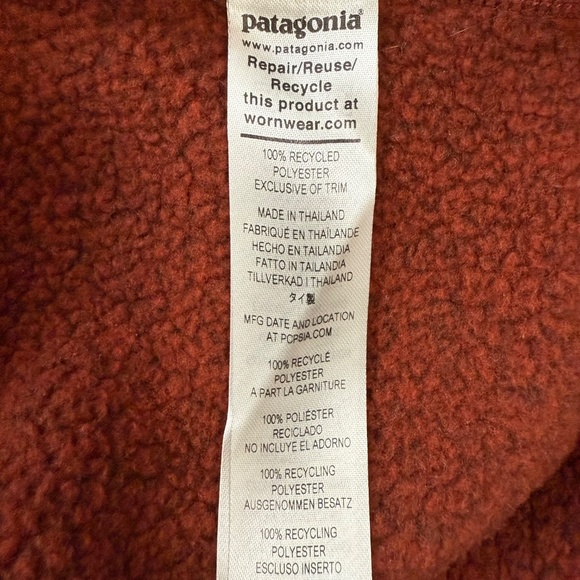 patagonia®
www.patagonia.com
Repair/Reuse/
Recycle
this product at
wornwear.com
100% RECYCLED
POLYESTER
EXCLUSIVE OF TRIM
MADE IN THAILAND
FABRIQUÉ EN THAÏLANDE
HECHO EN TAILANDIA
FATTO IN TAILANDIA
TILLVERKAD I THAILAND
タイ製
MFG DATE AND LOCATION
AT PCPSIA.COM
100% RECYCLÉ
POLYESTER
A PART LA GARNITURE
100% POLIÉSTER
RECICLADO
NO INCLUYE EL ADORNO
100% RECYCLING
POLYESTER
AUSGENOMMEN BESATZ
100% RECYCLING
POLYESTER
ESCLUSO INSERTO